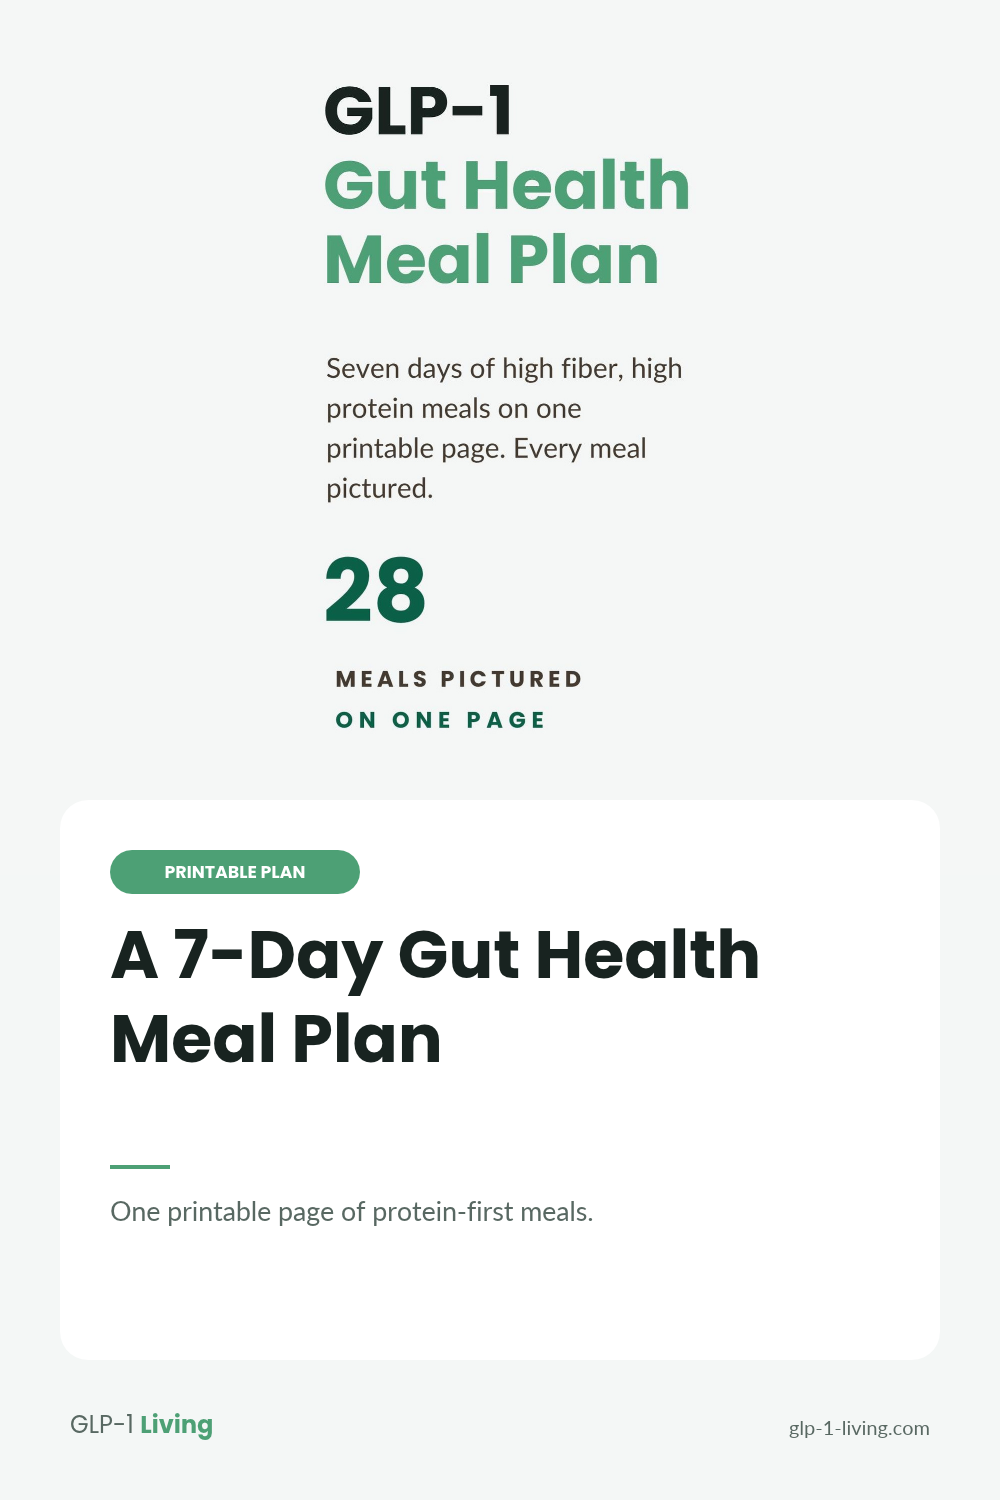 GLP-1
Gut Health
Meal Plan
Seven days of high fiber, high
protein meals on one
printable page. Every meal
pictured.
28
MEALS PICTURED
ON ONE PAGE
PRINTABLE PLAN
A 7-Day Gut Health
Meal Plan
One printable page of protein-first meals.
GLP-1 Living
glp-1-living.com